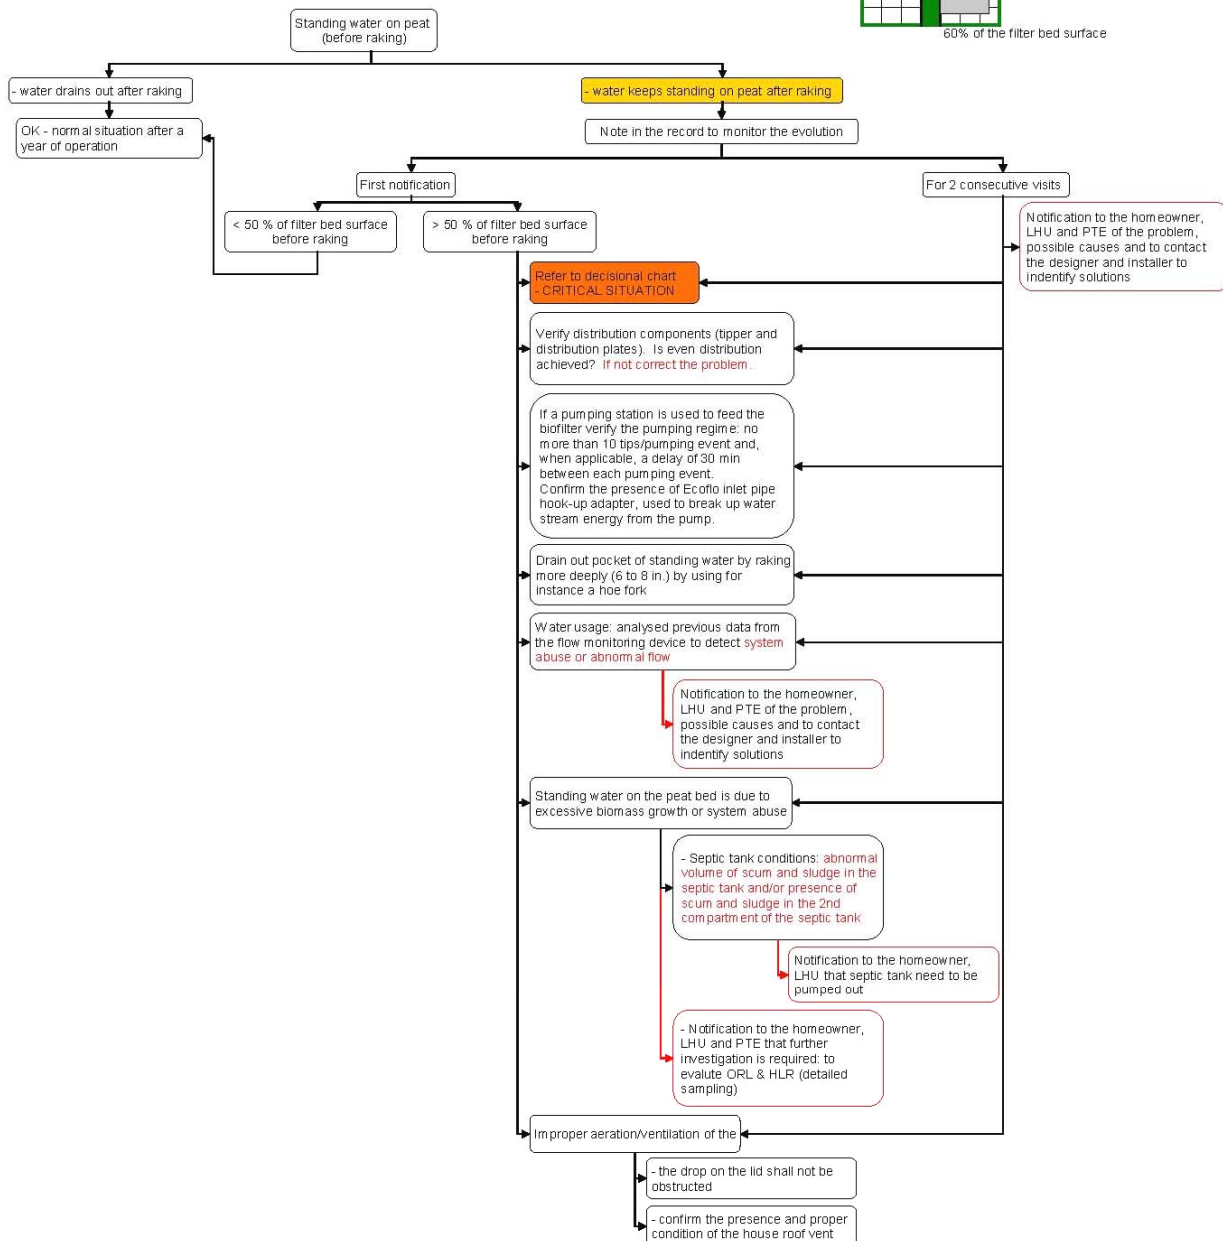 60% of the filter bed surface
Standing water on peat
(before raking)
- water drains out after raking
- water keeps standing on peat after raking
OK - normal situation after a
year of operation
Note in the record to monitor the evolution
First notification
For 2 consecutive visits
< 50 % of filter bed surface
before raking
> 50 % of filter bed surface
before raking
Notification to the homeowner,
LHU and PTE of the problem,
possible causes and to contact
the designer and installer to
indentify solutions
Refer to decisional chart
- CRITICAL SITUATION
Verify distribution components (tipper and
distribution plates). Is even distribution
achieved? If not correct the problem.
If a pumping station is used to feed the
biofilter verify the pumping regime: no
more than 10 tips/pumping event and,
when applicable, a delay of 30 min
between each pumping event.
Confirm the presence of Ecoflo inlet pipe
hook-up adapter, used to break up water
stream energy from the pump.
Drain out pocket of standing water by raking
more deeply (6 to 8 in.) by using for
instance a hoe fork
Water usage: analysed previous data from
the flow monitoring device to detect system
abuse or abnormal flow
Notification to the homeowner,
LHU and PTE of the problem,
possible causes and to contact
the designer and installer to
indentify solutions
Standing water on the peat bed is due to
excessive biomass growth or system abuse
- Septic tank conditions: abnormal
volume of scum and sludge in the
septic tank and/or presence of
scum and sludge in the 2nd
compartment of the septic tank
Notification to the homeowner,
LHU that septic tank need to be
pumped out
- Notification to the homeowner,
LHU and PTE that further
investigation is required: to
evalute ORL & HLR (detailed
sampling)
Improper aeration/ventilation of the
- the drop on the lid shall not be
obstructed
- confirm the presence and proper
condition of the house roof vent